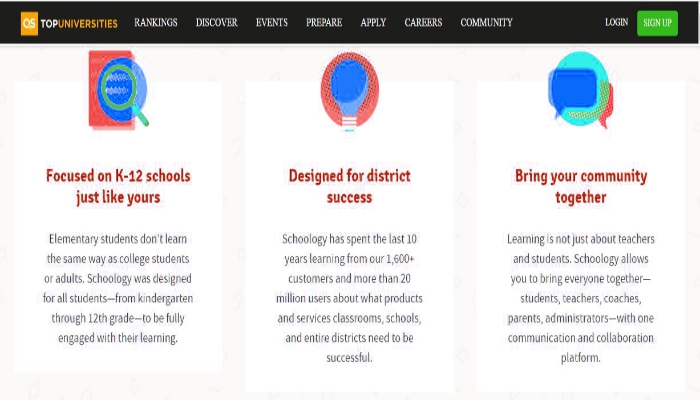 QS TOPUNIVERSITIES RANKINGS DISCOVER EVENTS PREPARE APPLY CAREERS COMMUNITY LOGIN SIGN UP
Focused on K-12 schools
just like yours
Elementary students don't learn
the same way as college students
or adults. Schoology was designed
for all students—from kindergarten
through 12th grade—to be fully
engaged with their learning.
Designed for district
success
Schoology has spent the last 10
years learning from our 1,600+
customers and more than 20
million users about what products
and services classrooms, schools,
and entire districts need to be
successful.
Bring your community
together
Learning is not just about teachers
and students. Schoology allows
you to bring everyone together—
students, teachers, coaches,
parents, administrators—with one
communication and collaboration
platform.